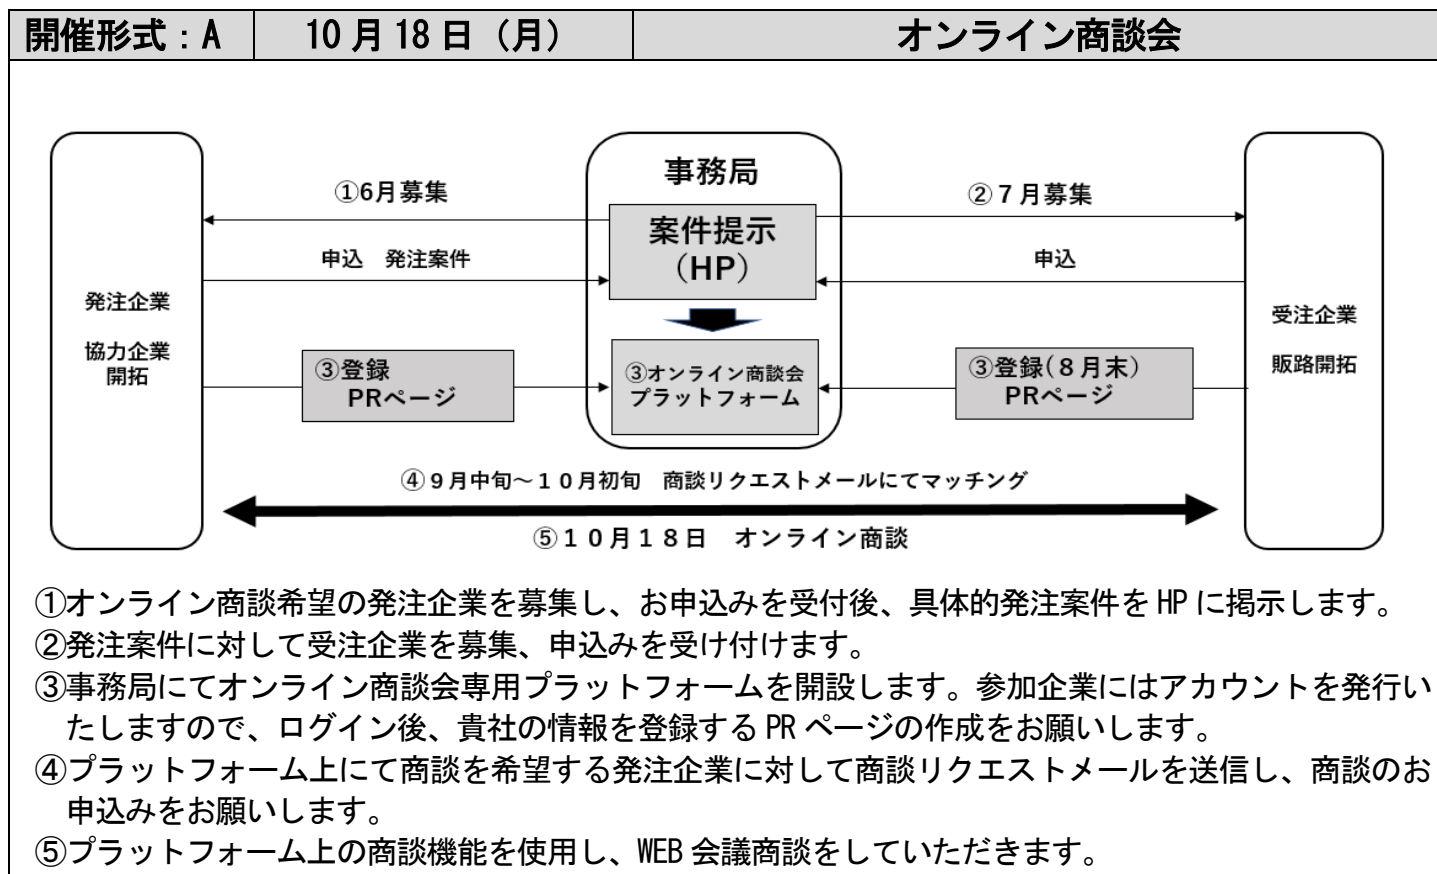 開催形式：A 10月18日（月） オンライン商談会
事務局
①6月募集
②７月募集
案件提示
（HP）
申込　発注案件
申込
発注企業
協力企業
開拓
受注企業
販路開拓
③登録
PRページ
③オンライン商談会
プラットフォーム
③登録（８月末）
PRページ
④９月中旬～１０月初旬　商談リクエストメールにてマッチング
⑤１０月１８日　オンライン商談
①オンライン商談希望の発注企業を募集し、お申込みを受付後、具体的発注案件をHPに掲示します。
②発注案件に対して受注企業を募集、申込みを受け付けます。
③事務局にてオンライン商談会専用プラットフォームを開設します。参加企業にはアカウントを発行い
たしますので、ログイン後、貴社の情報を登録するPRページの作成をお願いします。
④プラットフォーム上にて商談を希望する発注企業に対して商談リクエストメールを送信し、商談のお
申込みをお願いします。
⑤プラットフォーム上の商談機能を使用し、WEB会議商談をしていただきます。